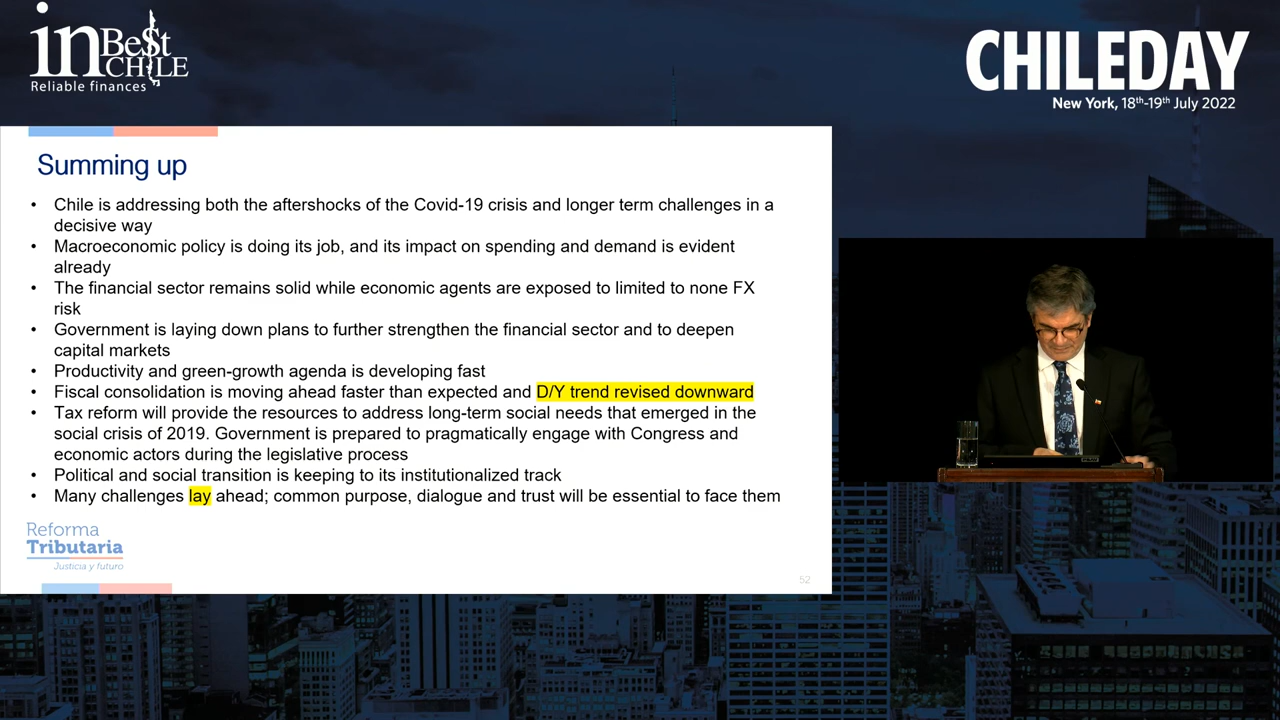 in BeSt
CHILE
Reliable finances
CHILEDAY
New York, 18th-19th July 2022
Summing up
• Chile is addressing both the aftershocks of the Covid-19 crisis and longer term challenges in a
decisive way
• Macroeconomic policy is doing its job, and its impact on spending and demand is evident
already
• The financial sector remains solid while economic agents are exposed to limited to none FX
risk
• Government is laying down plans to further strengthen the financial sector and to deepen
capital markets
• Productivity and green-growth agenda is developing fast
• Fiscal consolidation is moving ahead faster than expected and D/Y trend revised downward
• Tax reform will provide the resources to address long-term social needs that emerged in the
social crisis of 2019. Government is prepared to pragmatically engage with Congress and
economic actors during the legislative process
• Political and social transition is keeping to its institutionalized track
• Many challenges lay ahead; common purpose, dialogue and trust will be essential to face them
Reforma
Tributaria
Justicia y futuro
52